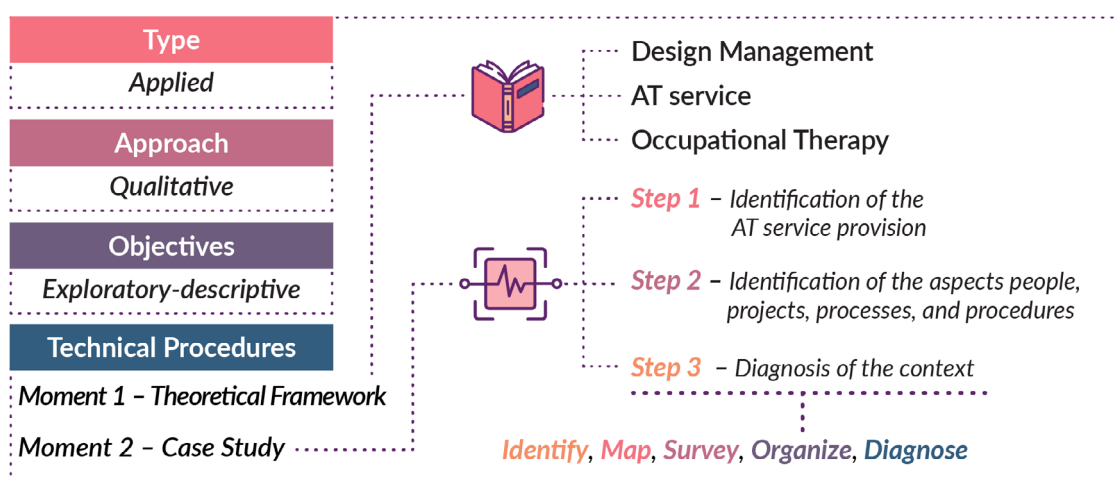 Type
Applied
Approach
Qualitative
Objectives
Exploratory-descriptive
Technical Procedures
Moment 1 – Theoretical Framework
Moment 2 – Case Study
Design Management
AT service
Occupational Therapy
Step 1 – Identification of the
AT service provision
Step 2 – Identification of the aspects people,
projects, processes, and procedures
Step 3 – Diagnosis of the context
Identify, Map, Survey, Organize, Diagnose